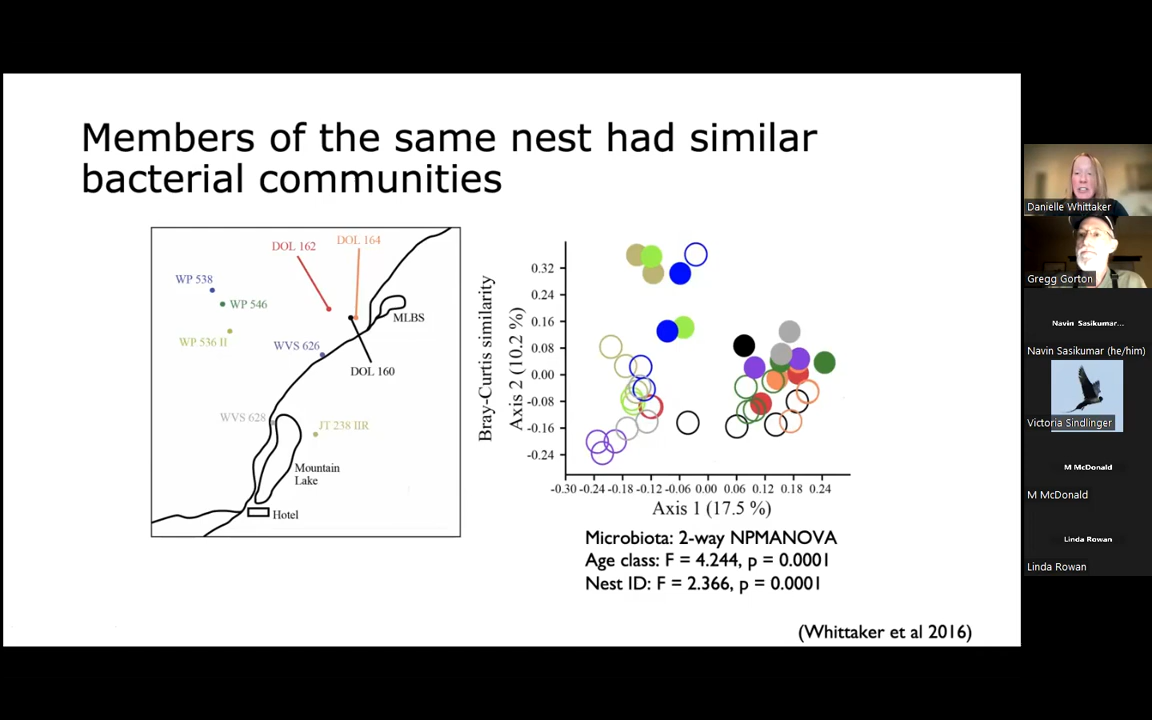 Members of the same nest had similar
bacterial communities
DOL 162
DOL 164
WP 538
WP 546
MLBS
WP 536 II
WVS 626
DOL 160
WVS 628
JT 238 IIR
Mountain
Lake
Hotel
Bray-Curtis similarity
Axis 2 (10.2 %)
0.32
0.24
0.16
0.08
0.00
-0.08
-0.16
-0.24
-0.30 -0.24 -0.18 -0.12 -0.06 0.00 0.06 0.12 0.18 0.24
Axis 1 (17.5 %)
Microbiota: 2-way NPMANOVA
Age class: F = 4.244, p = 0.0001
Nest ID: F = 2.366, p = 0.0001
(Whittaker et al 2016)
Danielle Whittaker
Gregg Gorton
Navin Sasikumar...
Navin Sasikumar (he/him)
Victoria Sindlinger
M McDonald
M McDonald
Linda Rowan
Linda Rowan